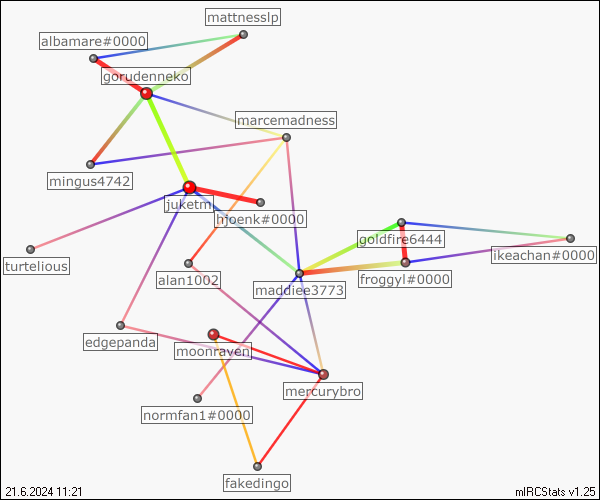 mattnesslp
albamare#0000
gorudenneko
marcemadness
mingus4742
juketm
hjoenk#0000
goldfire6444
ikeachan#0000
turtelious
alan1002
maddiee3773
froggyl#0000
edgepanda
moonraven
mercurybro
normfan1#0000
fakedingo
21.6.2024 11:21
mIRCStats v1.25